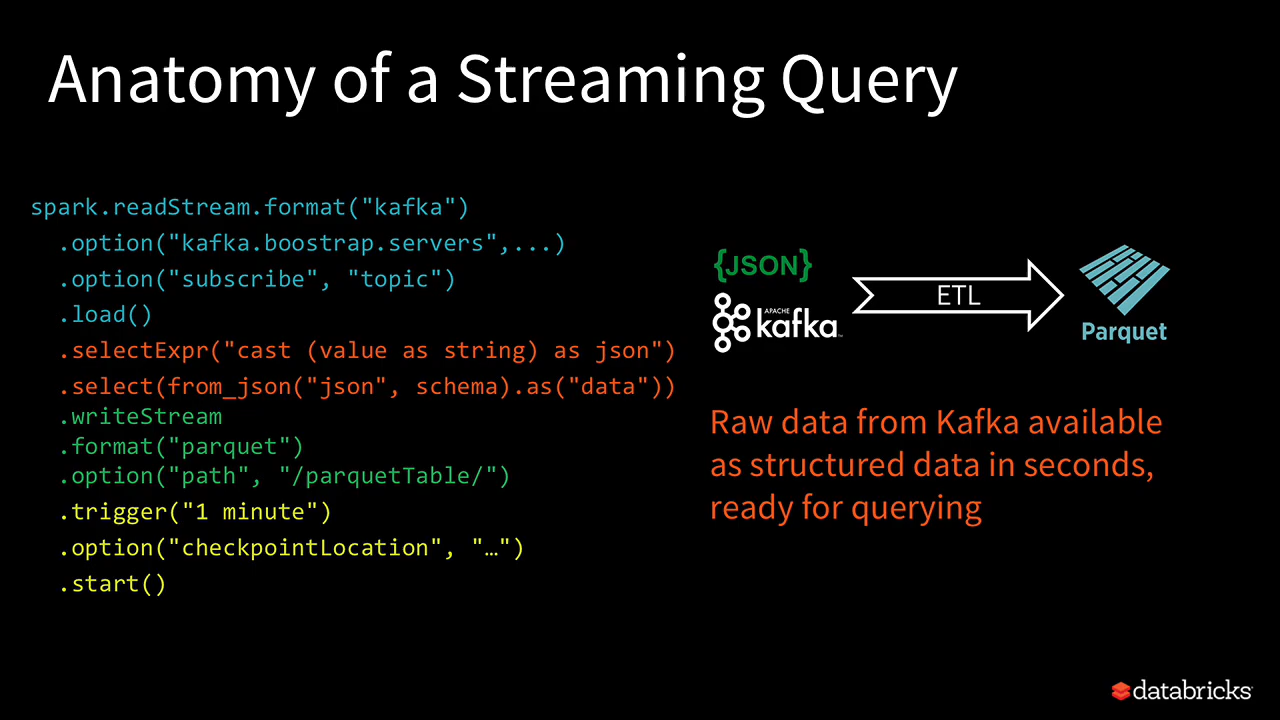 Anatomy of a Streaming Query
spark.readStream.format("kafka")
.option("kafka.boostrap.servers",...)
.option("subscribe", "topic")
.load()
.selectExpr("cast (value as string) as json")
.select(from_json("json", schema).as("data"))
.writeStream
.format("parquet")
.option("path", "/parquetTable/")
.trigger("1 minute")
.option("checkpointLocation", "…")
.start()
{JSON}
APACHE
kafka
ETL
Parquet
Raw data from Kafka available
as structured data in seconds,
ready for querying
databricks